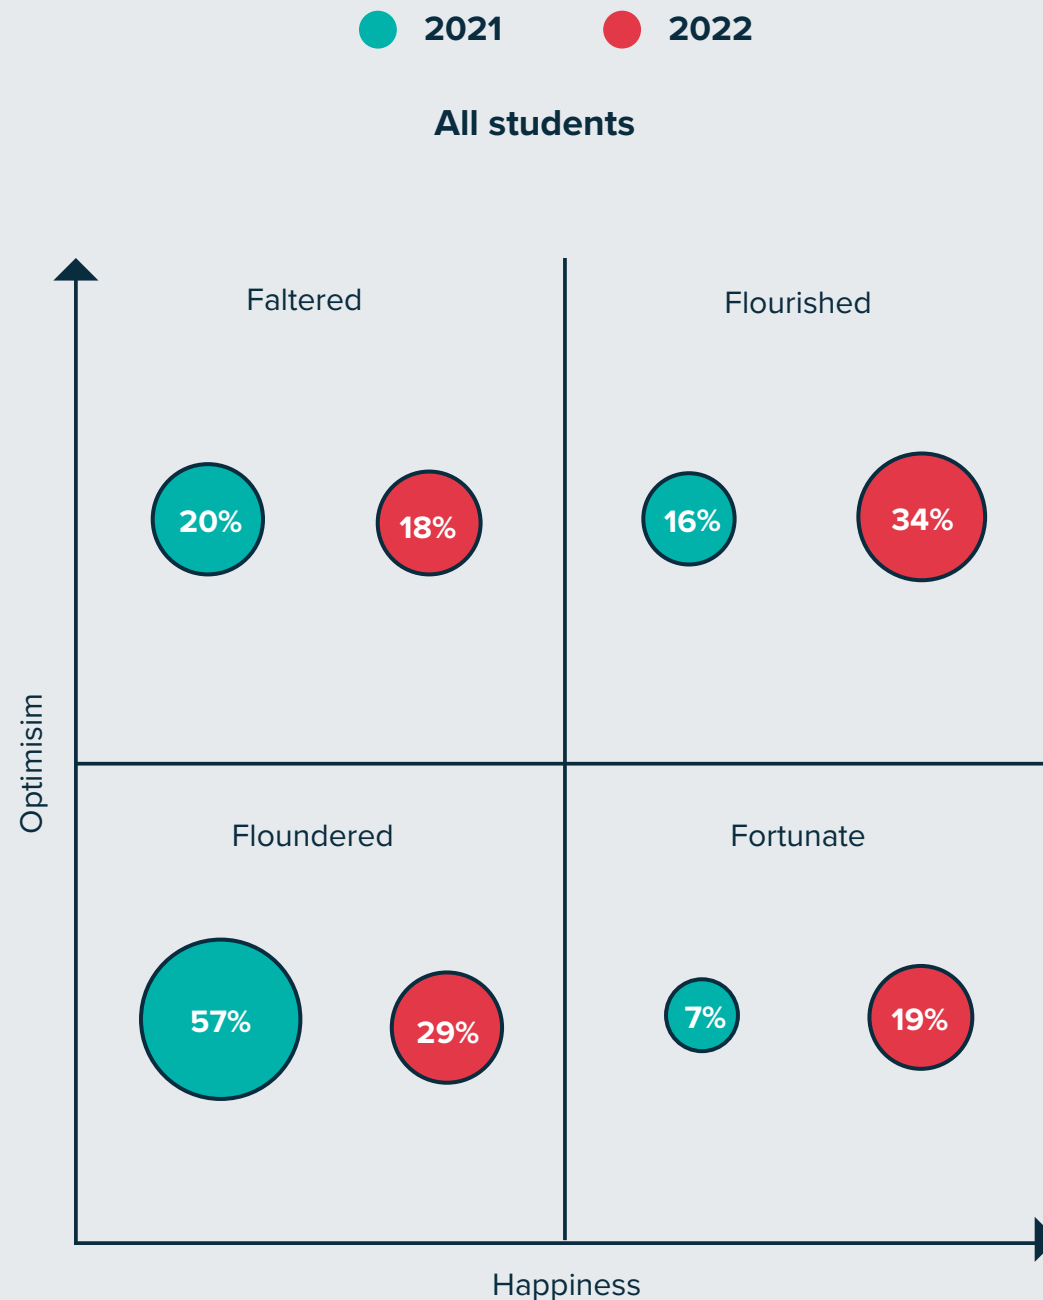 2021 2022
All students
Faltered Flourished
20% 18% 16% 34%
Optimisim
Floundered Fortunate
57% 29% 7% 19%
Happiness